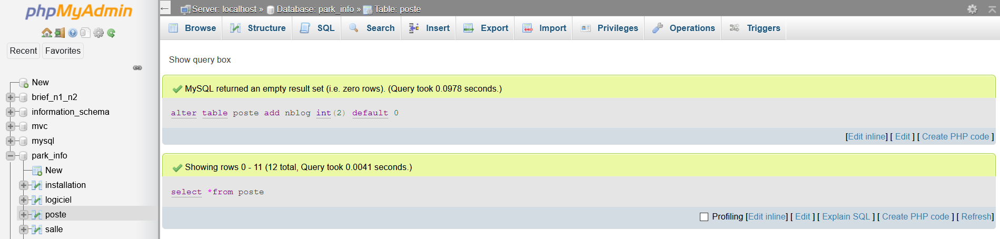 phpMyAdmin
Recent Favorites
New
brief_n1_n2
information_schema
mvc
mysql
park_info
New
installation
logiciel
poste
salle
← Server: localhost » Database: park_info » Table: poste
Browse Structure SQL Search Insert Export Import Privileges Operations Triggers
Show query box
MySQL returned an empty result set (i.e. zero rows). (Query took 0.0978 seconds.)
alter table poste add nblog int(2) default 0
[Edit inline] [ Edit ] [ Create PHP code ]
Showing rows 0 - 11 (12 total, Query took 0.0041 seconds.)
select *from poste
Profiling [Edit inline] [ Edit ] [ Explain SQL ] [ Create PHP code ] [ Refresh]